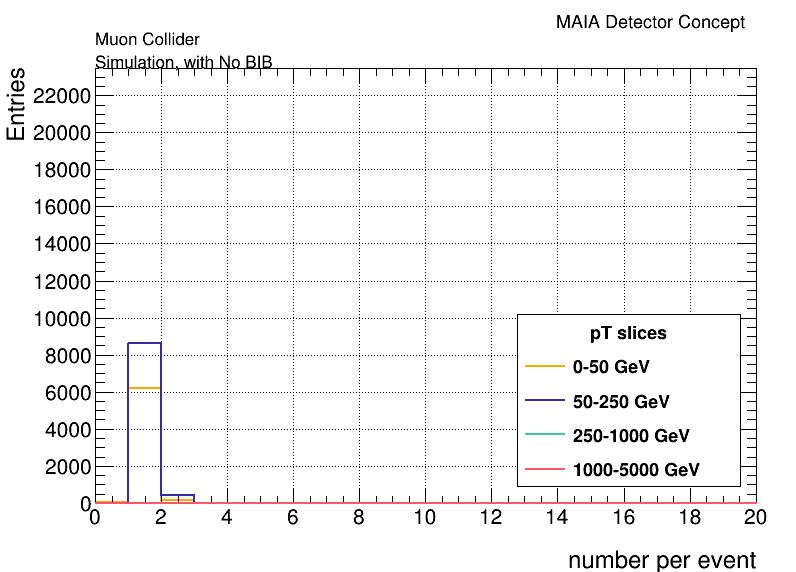 MAIA Detector Concept
Muon Collider
Simulation, with No BIB
Entries
22000
20000
18000
16000
14000
12000
10000
8000
6000
4000
2000
0
pT slices
0-50 GeV
50-250 GeV
250-1000 GeV
1000-5000 GeV
0 2 4 6 8 10 12 14 16 18 20
number per event